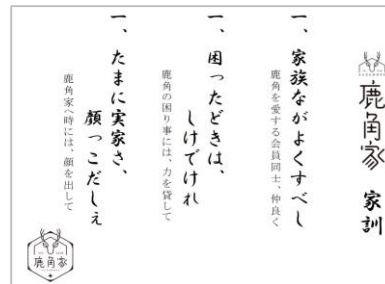 鹿角家 家訓
一、家族ながよくすべし
鹿角を愛する会員同士、仲良く
一、困ったどきは、
しけでけれ
鹿角の困り事には、力を貸して
一、たまに実家さ、
顔っこだしぇ
鹿角家へ時には、顔を出して
鹿角家